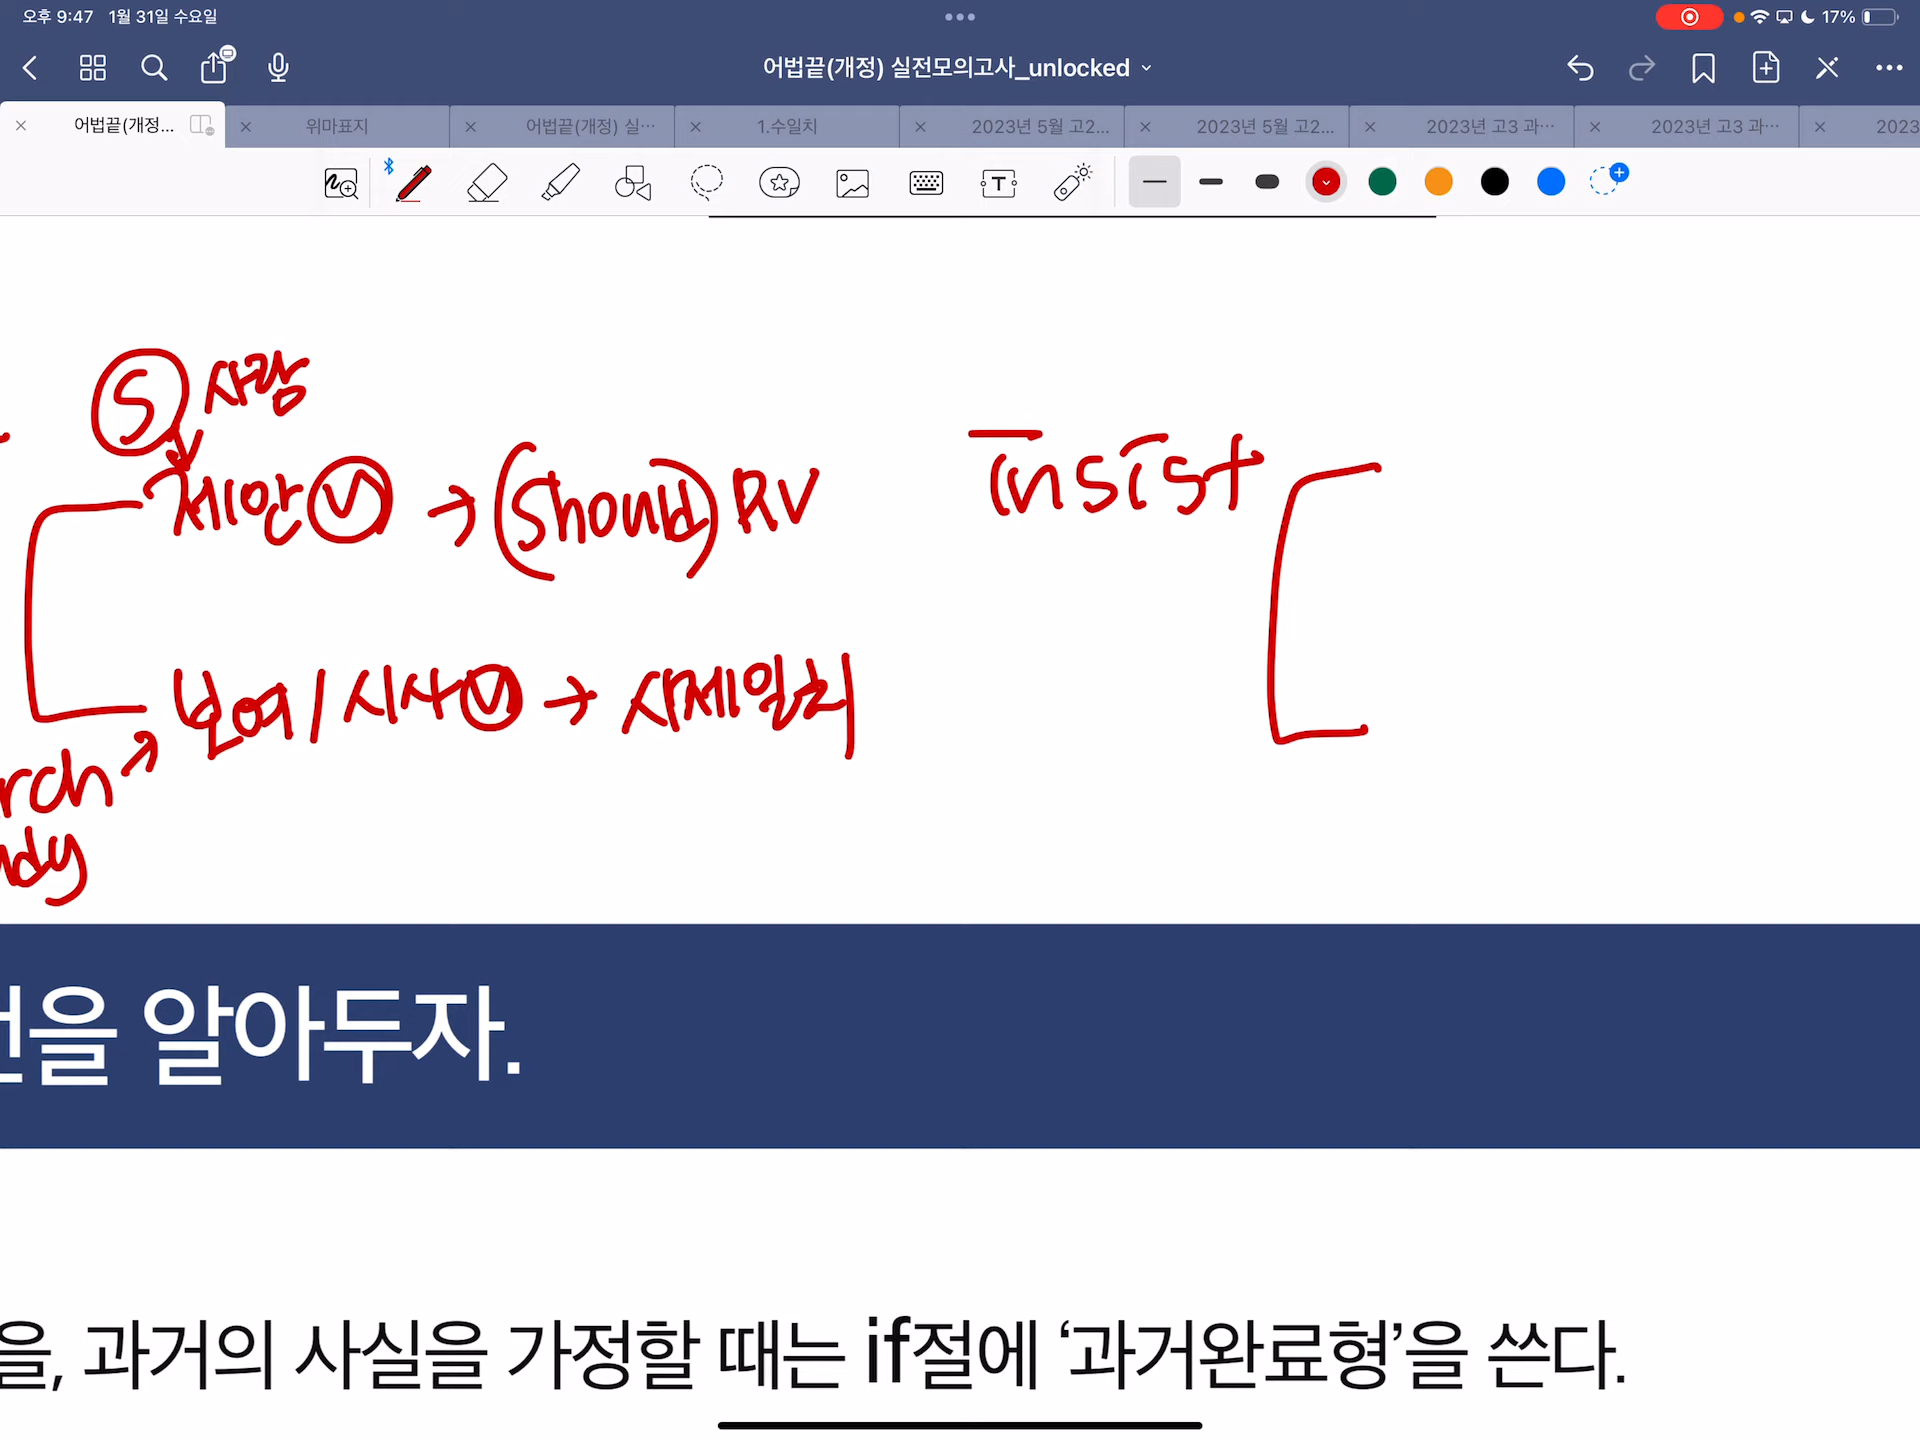 오후 9:47 1월 31일 수요일
17%
어법끝(개정) 실전모의고사_unlocked
어법끝(개정...
위마표지
어법끝(개정) 실…
1.수일치
2023년 5월 고2...
2023년 5월 고2...
2023년 고3 과…
2023년 고3 과…
2023
S 사람
제안 V → (Should) RV
insist
보여/시사 V → 시제일치
rch →
udy
전을 알아두자.
을, 과거의 사실을 가정할 때는 if절에 ‘과거완료형’을 쓴다.